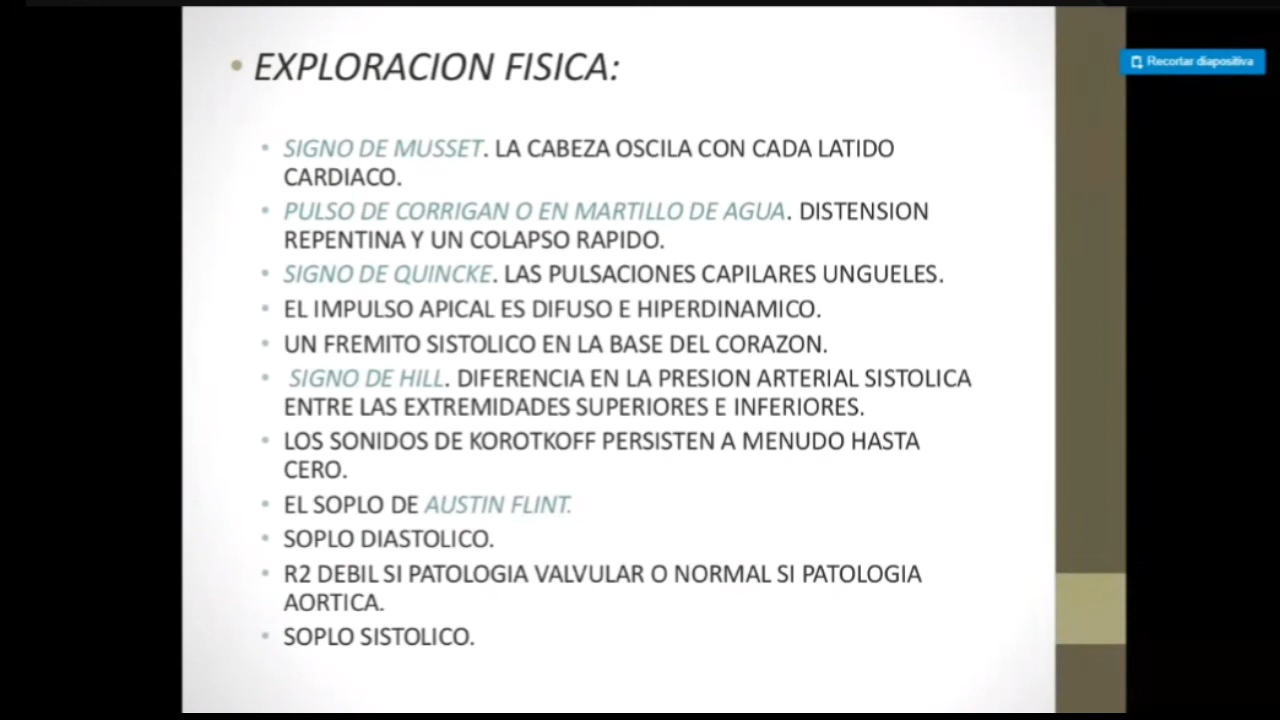 Recortar diapositiva
• EXPLORACION FISICA:
• SIGNO DE MUSSET. LA CABEZA OSCILA CON CADA LATIDO
CARDIACO.
• PULSO DE CORRIGAN O EN MARTILLO DE AGUA. DISTENSION
REPENTINA Y UN COLAPSO RAPIDO.
• SIGNO DE QUINCKE. LAS PULSACIONES CAPILARES UNGUELES.
• EL IMPULSO APICAL ES DIFUSO E HIPERDINAMICO.
• UN FREMITO SISTOLICO EN LA BASE DEL CORAZON.
• SIGNO DE HILL. DIFERENCIA EN LA PRESION ARTERIAL SISTOLICA
ENTRE LAS EXTREMIDADES SUPERIORES E INFERIORES.
• LOS SONIDOS DE KOROTKOFF PERSISTEN A MENUDO HASTA
CERO.
• EL SOPLO DE AUSTIN FLINT.
• SOPLO DIASTOLICO.
• R2 DEBIL SI PATOLOGIA VALVULAR O NORMAL SI PATOLOGIA
AORTICA.
• SOPLO SISTOLICO.